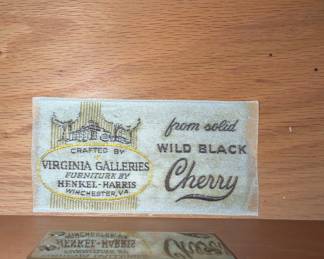 CRAFTED BY
VIRGINIA GALLERIES
FURNITURE BY
HENKEL-HARRIS
WINCHESTER, VA
from solid
WILD BLACK
Cherry